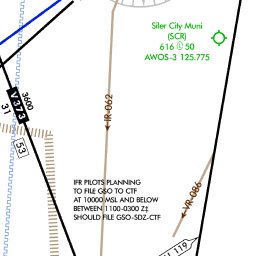 Siler City Muni
(SCR)
616 Ⓛ 50
AWOS-3 125.775
IR-062
3600
V373
31
53
IFR PILOTS PLANNING
TO FILE GSO TO CTF
AT 10000 MSL AND BELOW
BETWEEN 1100-0300 Z‡
SHOULD FILE GSO-SDZ-CTF
VR-086
119